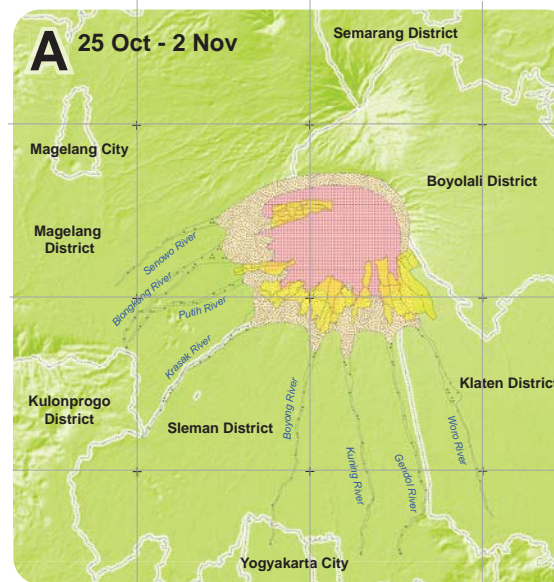 A 25 Oct - 2 Nov
Semarang District
Magelang City
Boyolali District
Magelang
District
Senowo River
Blongkeng River
Putih River
Krasak River
Klaten District
Kulonprogo
District
Sleman District
Boyong River
Kuning River
Gendol River
Woro River
Yogyakarta City